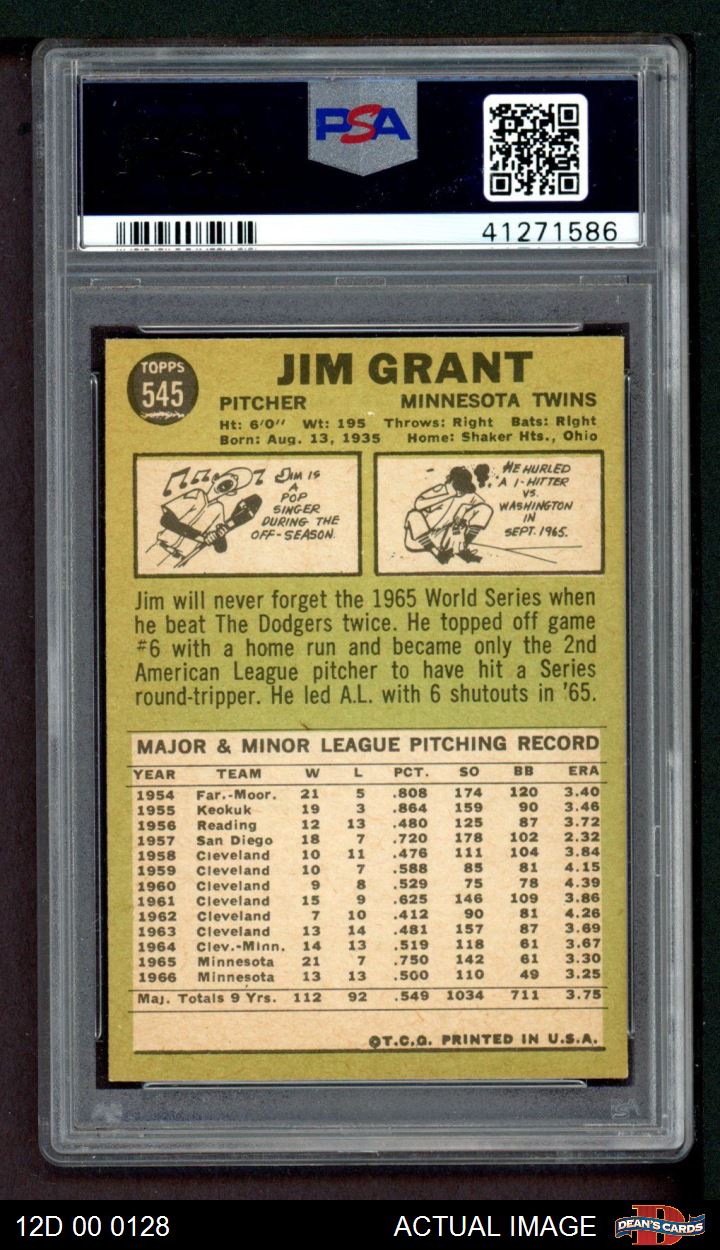 PSA
41271586
TOPPS
545
JIM GRANT
PITCHER MINNESOTA TWINS
Ht: 6'0" Wt: 195 Throws: Right Bats: Right
Born: Aug. 13, 1935 Home: Shaker Hts., Ohio
JIM IS
A
POP
SINGER
DURING THE
OFF-SEASON.
HE HURLED
A 1-HITTER
VS.
WASHINGTON
IN
SEPT. 1965.
Jim will never forget the 1965 World Series when
he beat The Dodgers twice. He topped off game
#6 with a home run and became only the 2nd
American League pitcher to have hit a Series
round-tripper. He led A.L. with 6 shutouts in '65.
MAJOR & MINOR LEAGUE PITCHING RECORD
YEAR TEAM W L PCT. SO BB ERA
1954 Far.-Moor. 21 5 .808 174 120 3.40
1955 Keokuk 19 3 .864 159 90 3.46
1956 Reading 12 13 .480 125 87 3.72
1957 San Diego 18 7 .720 178 102 2.32
1958 Cleveland 10 11 .476 111 104 3.84
1959 Cleveland 10 7 .588 85 81 4.15
1960 Cleveland 9 8 .529 75 78 4.39
1961 Cleveland 15 9 .625 146 109 3.86
1962 Cleveland 7 10 .412 90 81 4.26
1963 Cleveland 13 14 .481 157 87 3.69
1964 Clev.-Minn. 14 13 .519 118 61 3.67
1965 Minnesota 21 7 .750 142 61 3.30
1966 Minnesota 13 13 .500 110 49 3.25
Maj. Totals 9 Yrs. 112 92 .549 1034 711 3.75
©T.C.G. PRINTED IN U.S.A.
12D 00 0128 ACTUAL IMAGE DEAN'S CARDS